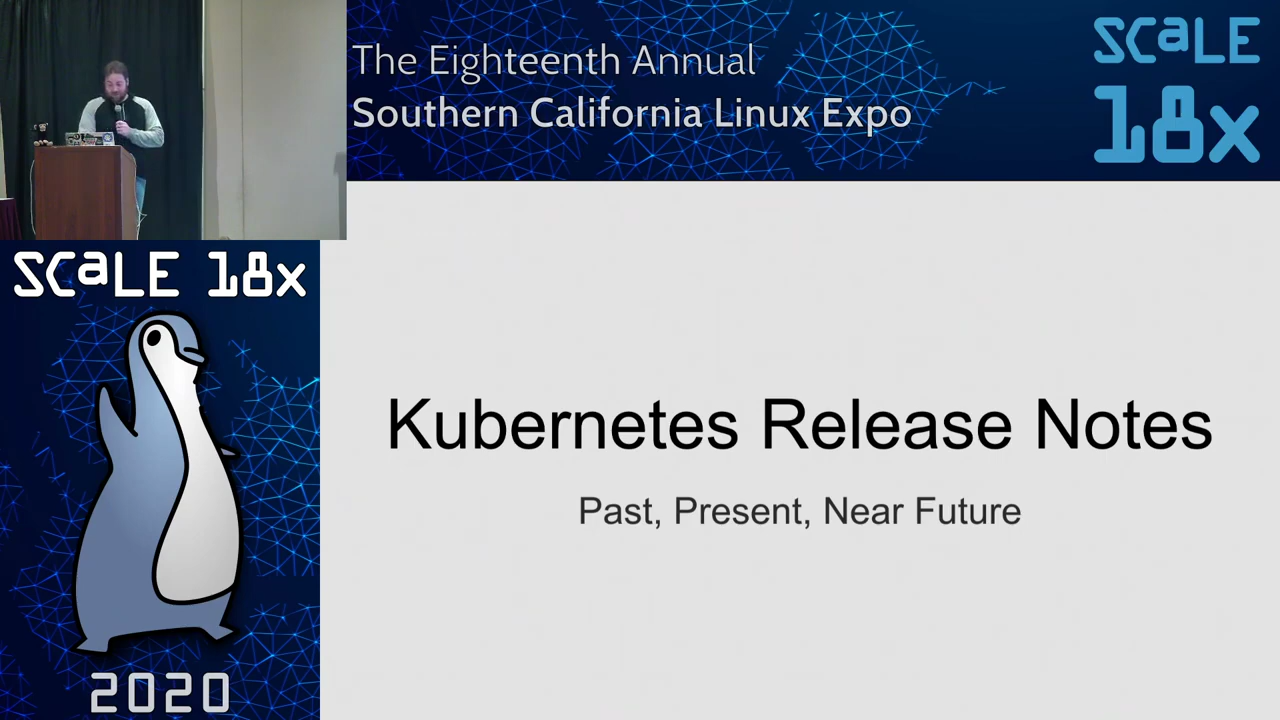 The Eighteenth Annual
Southern California Linux Expo
SCaLE
18x
SCaLE 18x
2020
Kubernetes Release Notes
Past, Present, Near Future